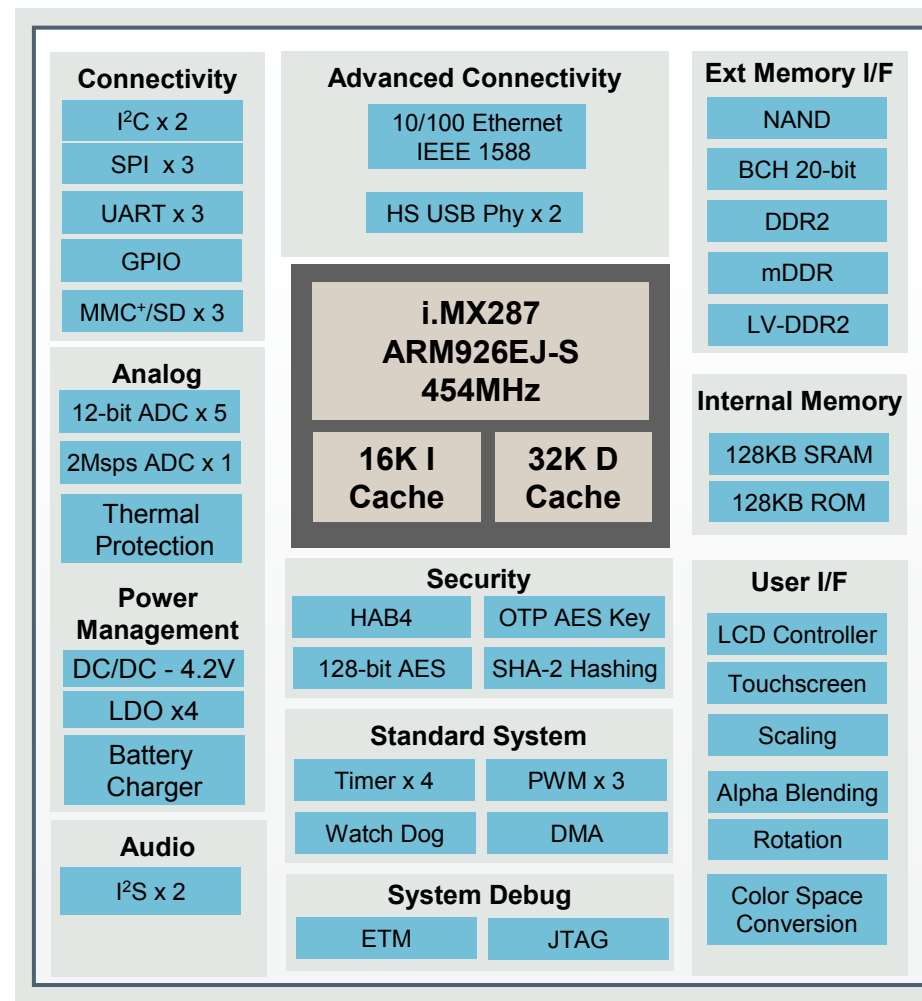 Connectivity
I²C x 2
SPI x 3
UART x 3
GPIO
MMC⁺/SD x 3
Analog
12-bit ADC x 5
2Msps ADC x 1
Thermal
Protection
Power
Management
DC/DC - 4.2V
LDO x4
Battery
Charger
Audio
I²S x 2
Advanced Connectivity
10/100 Ethernet
IEEE 1588
HS USB Phy x 2
i.MX287
ARM926EJ-S
454MHz
16K I
Cache
32K D
Cache
Security
HAB4
OTP AES Key
128-bit AES
SHA-2 Hashing
Standard System
Timer x 4
PWM x 3
Watch Dog
DMA
System Debug
ETM
JTAG
Ext Memory I/F
NAND
BCH 20-bit
DDR2
mDDR
LV-DDR2
Internal Memory
128KB SRAM
128KB ROM
User I/F
LCD Controller
Touchscreen
Scaling
Alpha Blending
Rotation
Color Space
Conversion